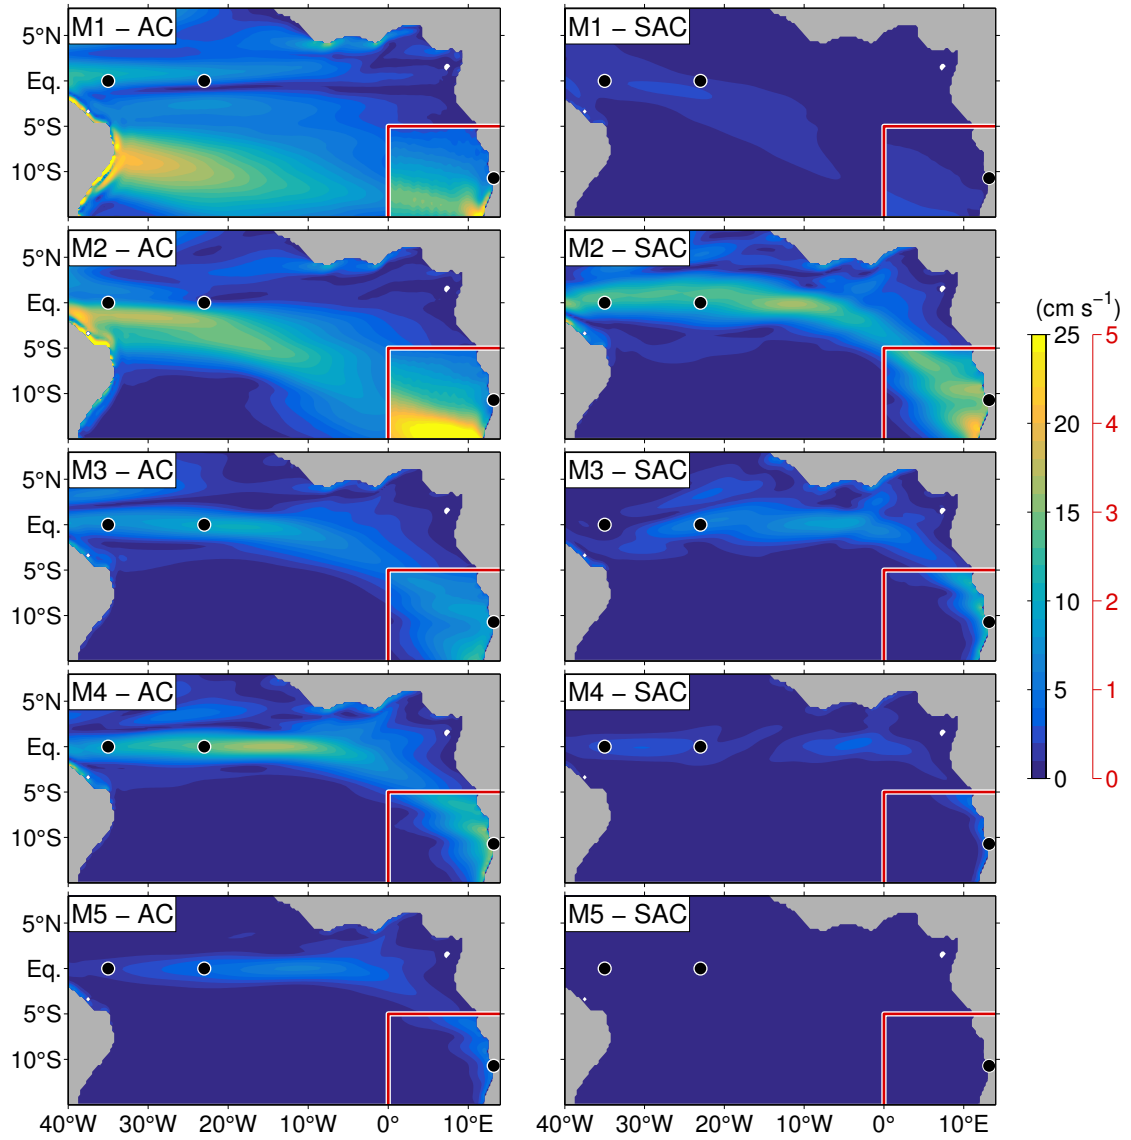 M1 − AC
5°N
Eq.
5°S
10°S
M1 − SAC
M2 − AC
5°N
Eq.
5°S
10°S
M2 − SAC
M3 − AC
5°N
Eq.
5°S
10°S
M3 − SAC
M4 − AC
5°N
Eq.
5°S
10°S
M4 − SAC
M5 − AC
5°N
Eq.
5°S
10°S
40°W 30°W 20°W 10°W 0° 10°E
M5 − SAC
40°W 30°W 20°W 10°W 0° 10°E
(cm s⁻¹)
25 5
20 4
15 3
10 2
5 1
0 0